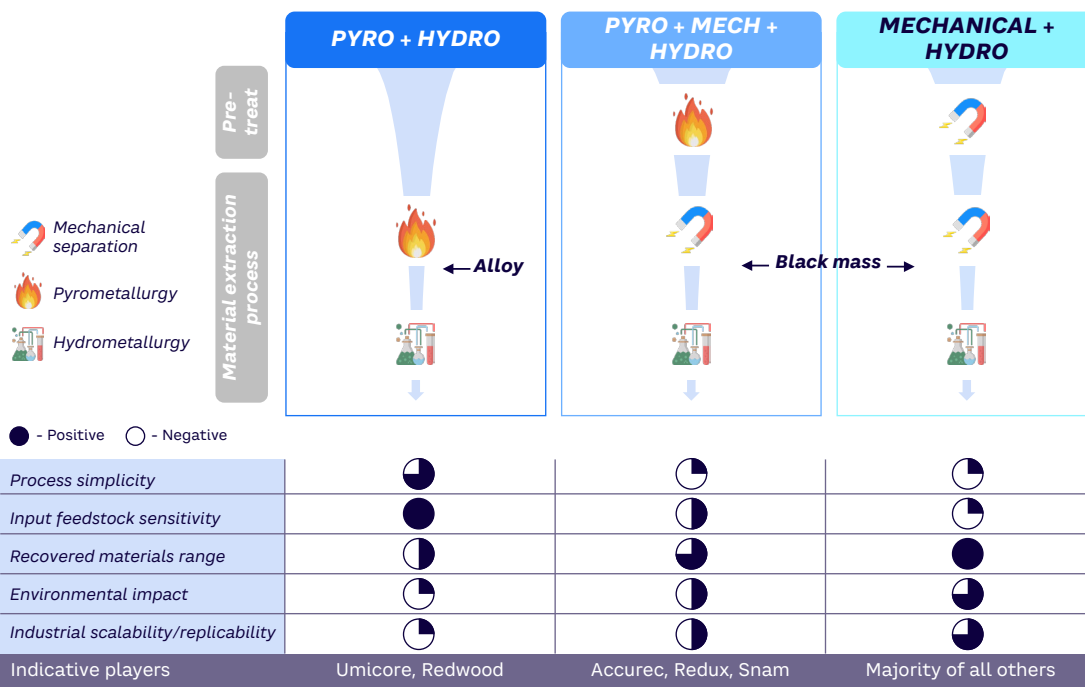 PYRO + HYDRO
PYRO + MECH +
HYDRO
MECHANICAL +
HYDRO
Pre-
treat
Material extraction
process
Mechanical
separation
Pyrometallurgy
Hydrometallurgy
Alloy
Black mass
- Positive
- Negative
Process simplicity
Input feedstock sensitivity
Recovered materials range
Environmental impact
Industrial scalability/replicability
Indicative players
Umicore, Redwood
Accurec, Redux, Snam
Majority of all others